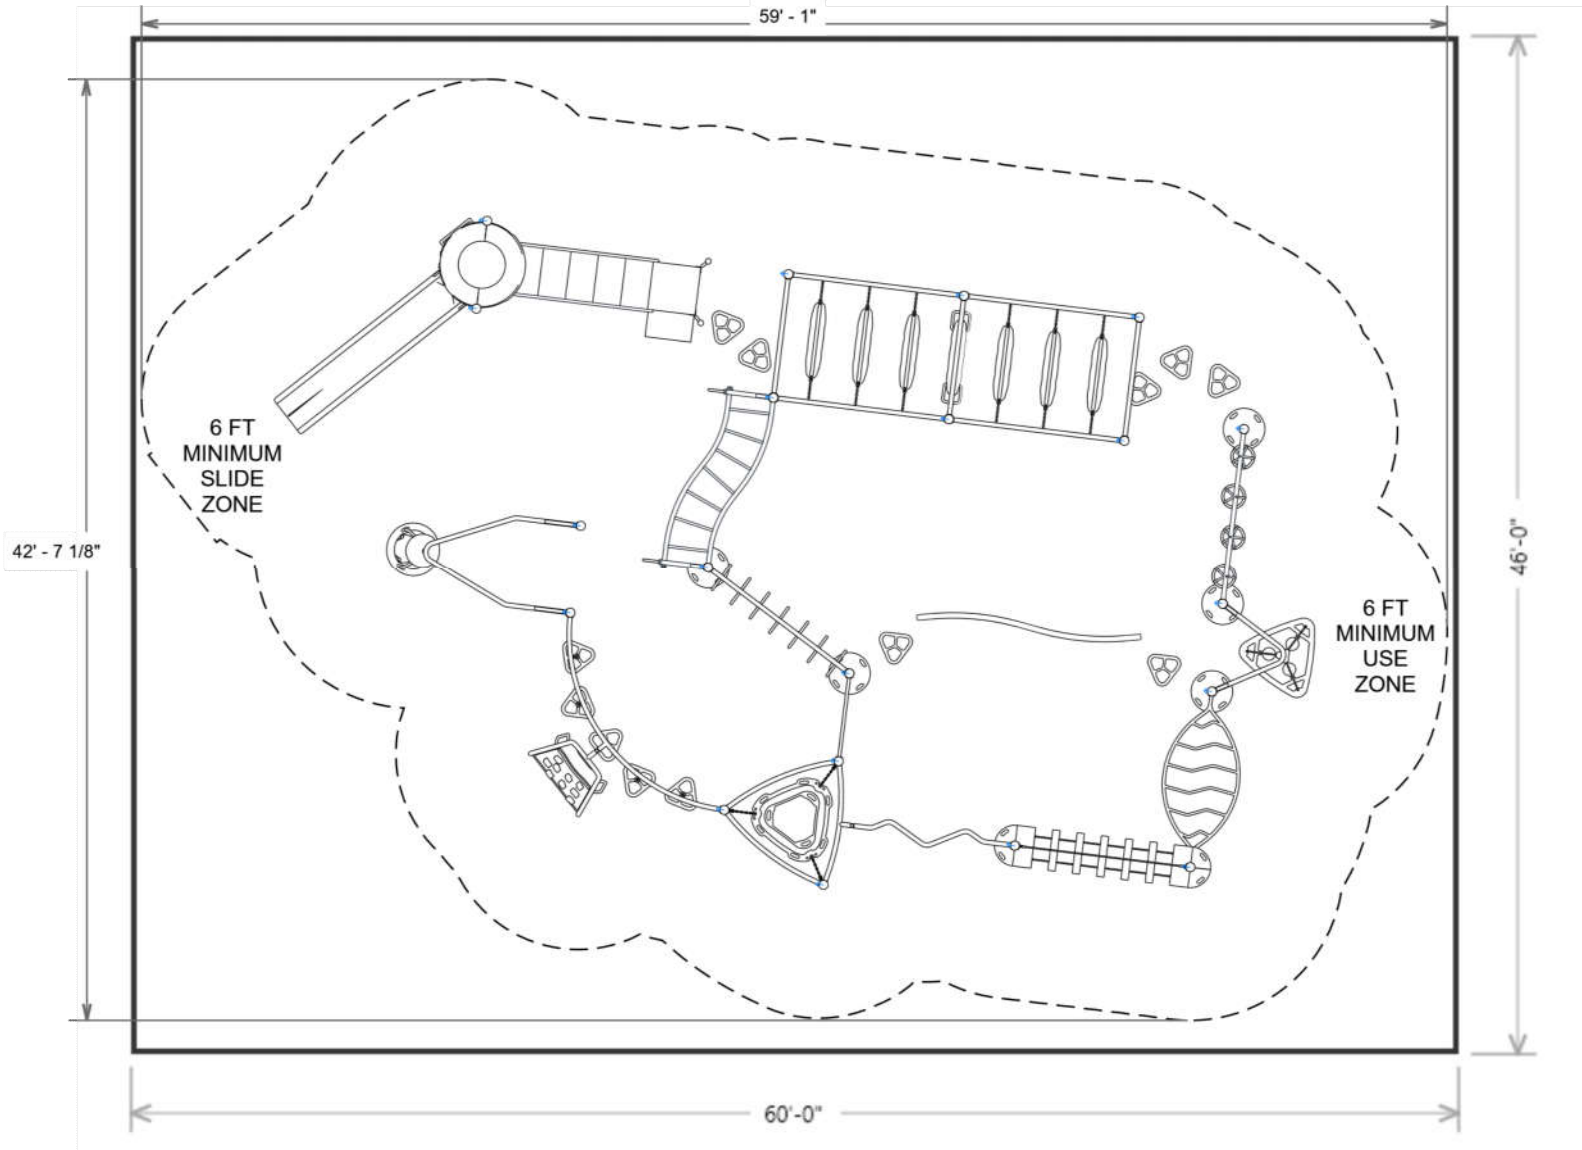 59' - 1"
6 FT
MINIMUM
SLIDE
ZONE
42' - 7 1/8"
46'-0"
6 FT
MINIMUM
USE
ZONE
60'-0"